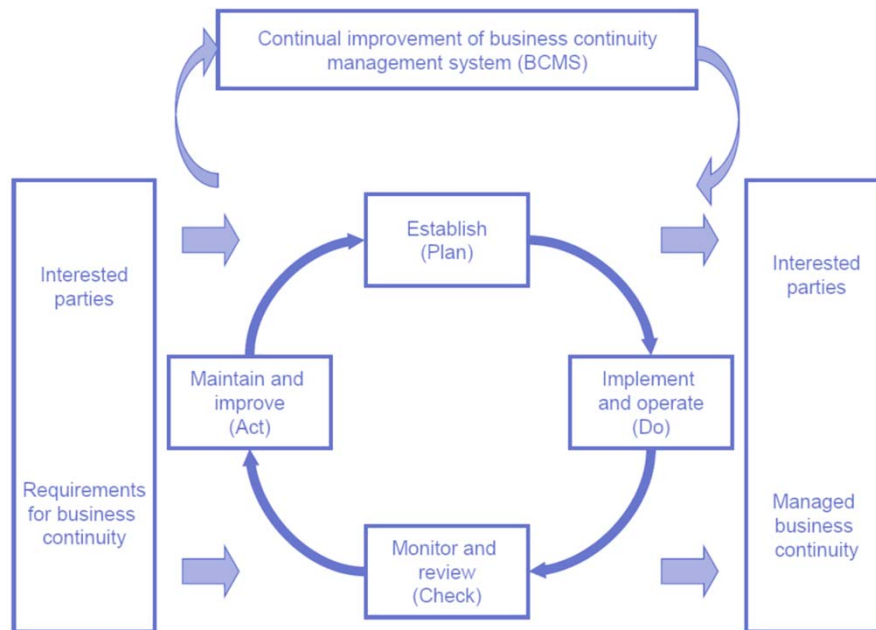 Continual improvement of business continuity
management system (BCMS)
Establish
(Plan)
Interested
parties
Interested
parties
Maintain and
improve
(Act)
Implement
and operate
(Do)
Requirements
for business
continuity
Managed
business
continuity
Monitor and
review
(Check)